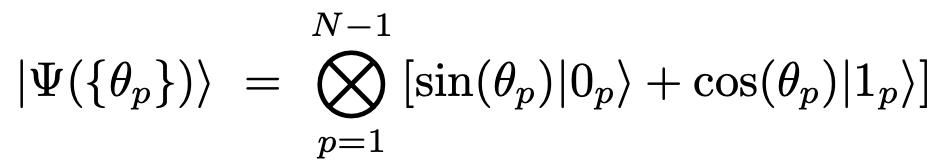 |Ψ({θ_p})⟩ = ⨂_{p=1}^{N−1} [sin(θ_p)|0_p⟩ + cos(θ_p)|1_p⟩]